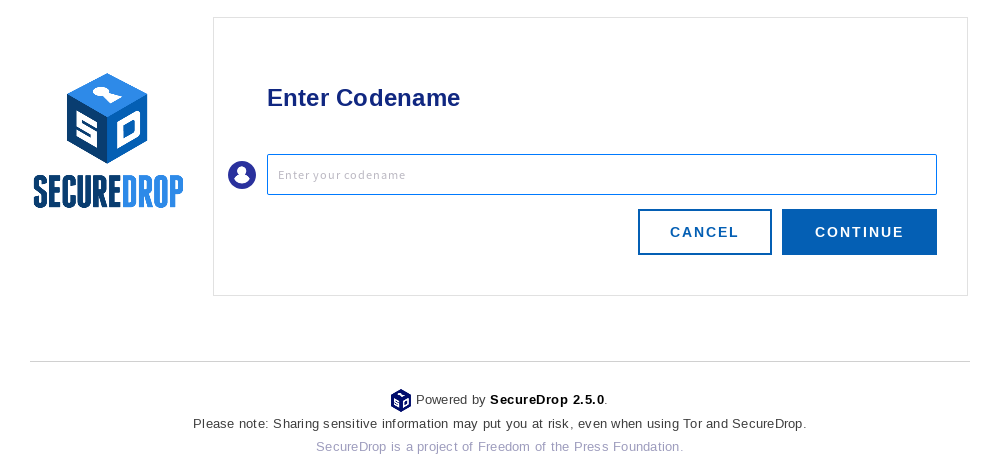 Enter Codename
Enter your codename
CANCEL CONTINUE
SECUREDROP
Powered by SecureDrop 2.5.0.
Please note: Sharing sensitive information may put you at risk, even when using Tor and SecureDrop.
SecureDrop is a project of Freedom of the Press Foundation.